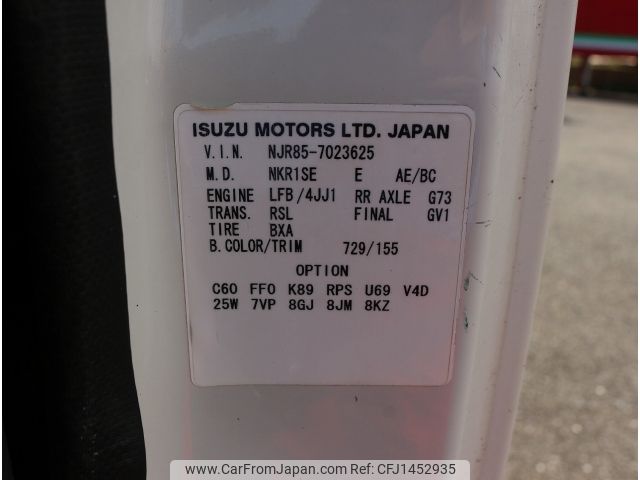 ISUZU MOTORS LTD. JAPAN
V.I.N. NJR85-7023625
M.D. NKR1SE E AE/BC
ENGINE LFB/4JJ1 RR AXLE G73
TRANS. RSL FINAL GV1
TIRE BXA
B.COLOR/TRIM 729/155
OPTION
C60 FF0 K89 RPS U69 V4D
25W 7VP 8GJ 8JM 8KZ
www.CarFromJapan.com - CFJ1452935